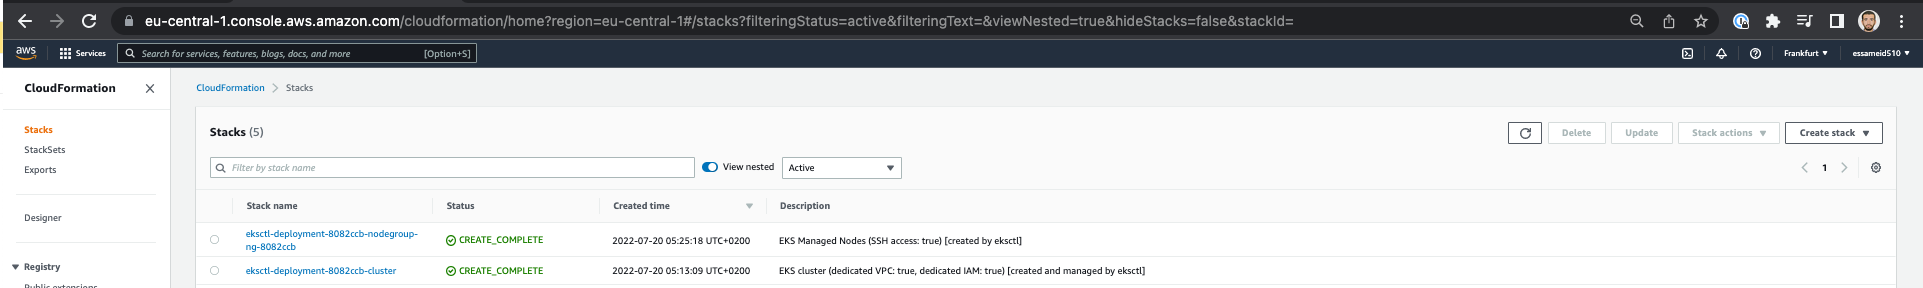 eu-central-1.console.aws.amazon.com/cloudformation/home?region=eu-central-1#/stacks?filteringStatus=active&filteringText=&viewNested=true&hideStacks=false&stackId=
aws Services Search for services, features, blogs, docs, and more [Option+S] Frankfurt essameid510
CloudFormation
Stacks
StackSets
Exports
Designer
Registry
Public extensions
CloudFormation Stacks
Stacks (5)
Delete Update Stack actions Create stack
Filter by stack name View nested Active 1
Stack name Status Created time Description
eksctl-deployment-8082ccb-nodegroup-
ng-8082ccb
CREATE_COMPLETE 2022-07-20 05:25:18 UTC+0200 EKS Managed Nodes (SSH access: true) [created by eksctl]
eksctl-deployment-8082ccb-cluster CREATE_COMPLETE 2022-07-20 05:13:09 UTC+0200 EKS cluster (dedicated VPC: true, dedicated IAM: true) [created and managed by eksctl]